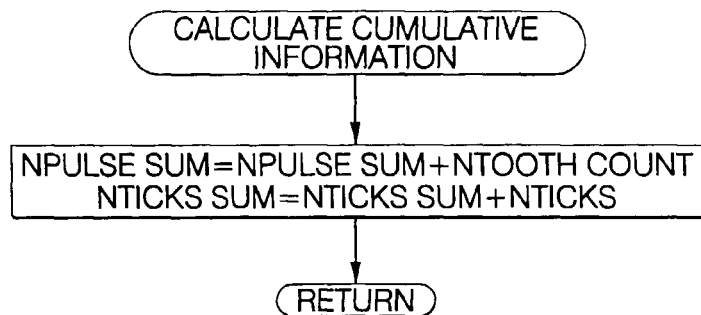 CALCULATE CUMULATIVE
INFORMATION
NPULSE SUM=NPULSE SUM+NTOOTH COUNT
NTICKS SUM=NTICKS SUM+NTICKS
RETURN